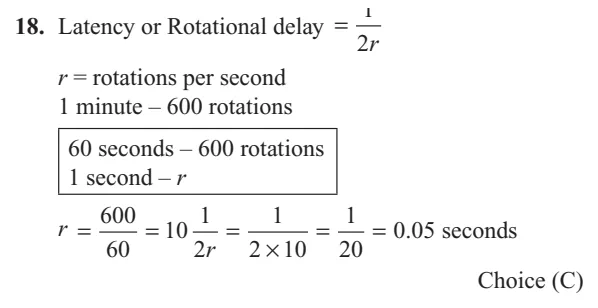 18. Latency or Rotational delay = 1/2r
r = rotations per second
1 minute – 600 rotations
60 seconds – 600 rotations
1 second – r
r = 600/60 = 10 1/2r = 1/2×10 = 1/20 = 0.05 seconds
Choice (C)